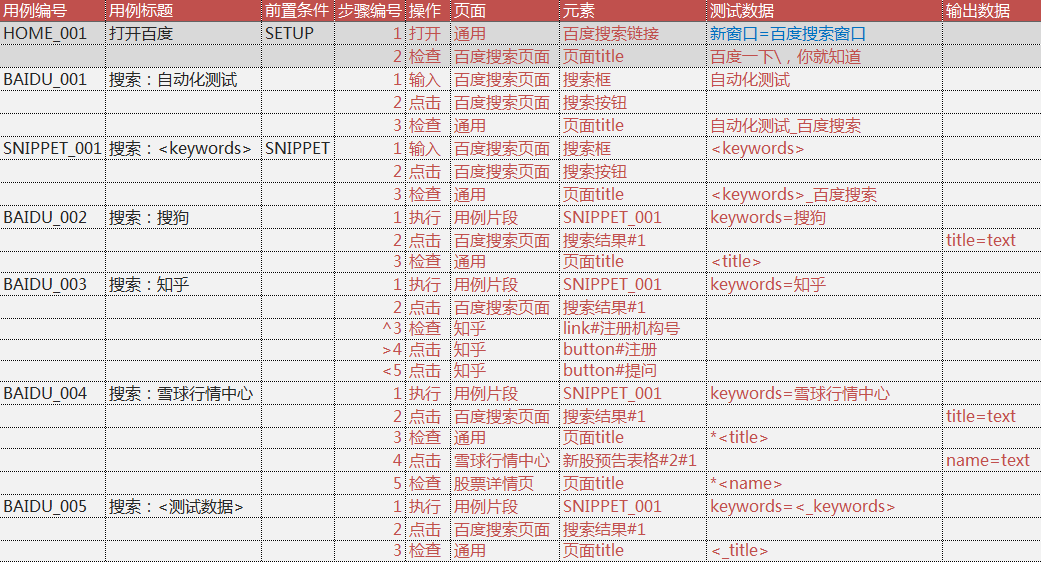 用例编号 用例标题 前置条件 步骤编号 操作 页面 元素 测试数据 输出数据
HOME_001 打开百度 SETUP 1 打开 通用 百度搜索链接 新窗口=百度搜索窗口
2 检查 百度搜索页面 页面title 百度一下\，你就知道
BAIDU_001 搜索：自动化测试 1 输入 百度搜索页面 搜索框 自动化测试
2 点击 百度搜索页面 搜索按钮
3 检查 通用 页面title 自动化测试_百度搜索
SNIPPET_001 搜索：<keywords> SNIPPET 1 输入 百度搜索页面 搜索框 <keywords>
2 点击 百度搜索页面 搜索按钮
3 检查 通用 页面title <keywords>_百度搜索
BAIDU_002 搜索：搜狗 1 执行 用例片段 SNIPPET_001 keywords=搜狗
2 点击 百度搜索页面 搜索结果#1 title=text
3 检查 通用 页面title <title>
BAIDU_003 搜索：知乎 1 执行 用例片段 SNIPPET_001 keywords=知乎
2 点击 百度搜索页面 搜索结果#1
^3 检查 知乎 link#注册机构号
>4 点击 知乎 button#注册
<5 点击 知乎 button#提问
BAIDU_004 搜索：雪球行情中心 1 执行 用例片段 SNIPPET_001 keywords=雪球行情中心
2 点击 百度搜索页面 搜索结果#1 title=text
3 检查 通用 页面title *<title>
4 点击 雪球行情中心 新股预告表格#2#1 name=text
5 检查 股票详情页 页面title *<name>
BAIDU_005 搜索：<测试数据> 1 执行 用例片段 SNIPPET_001 keywords=<_keywords>
2 点击 百度搜索页面 搜索结果#1
3 检查 通用 页面title <_title>